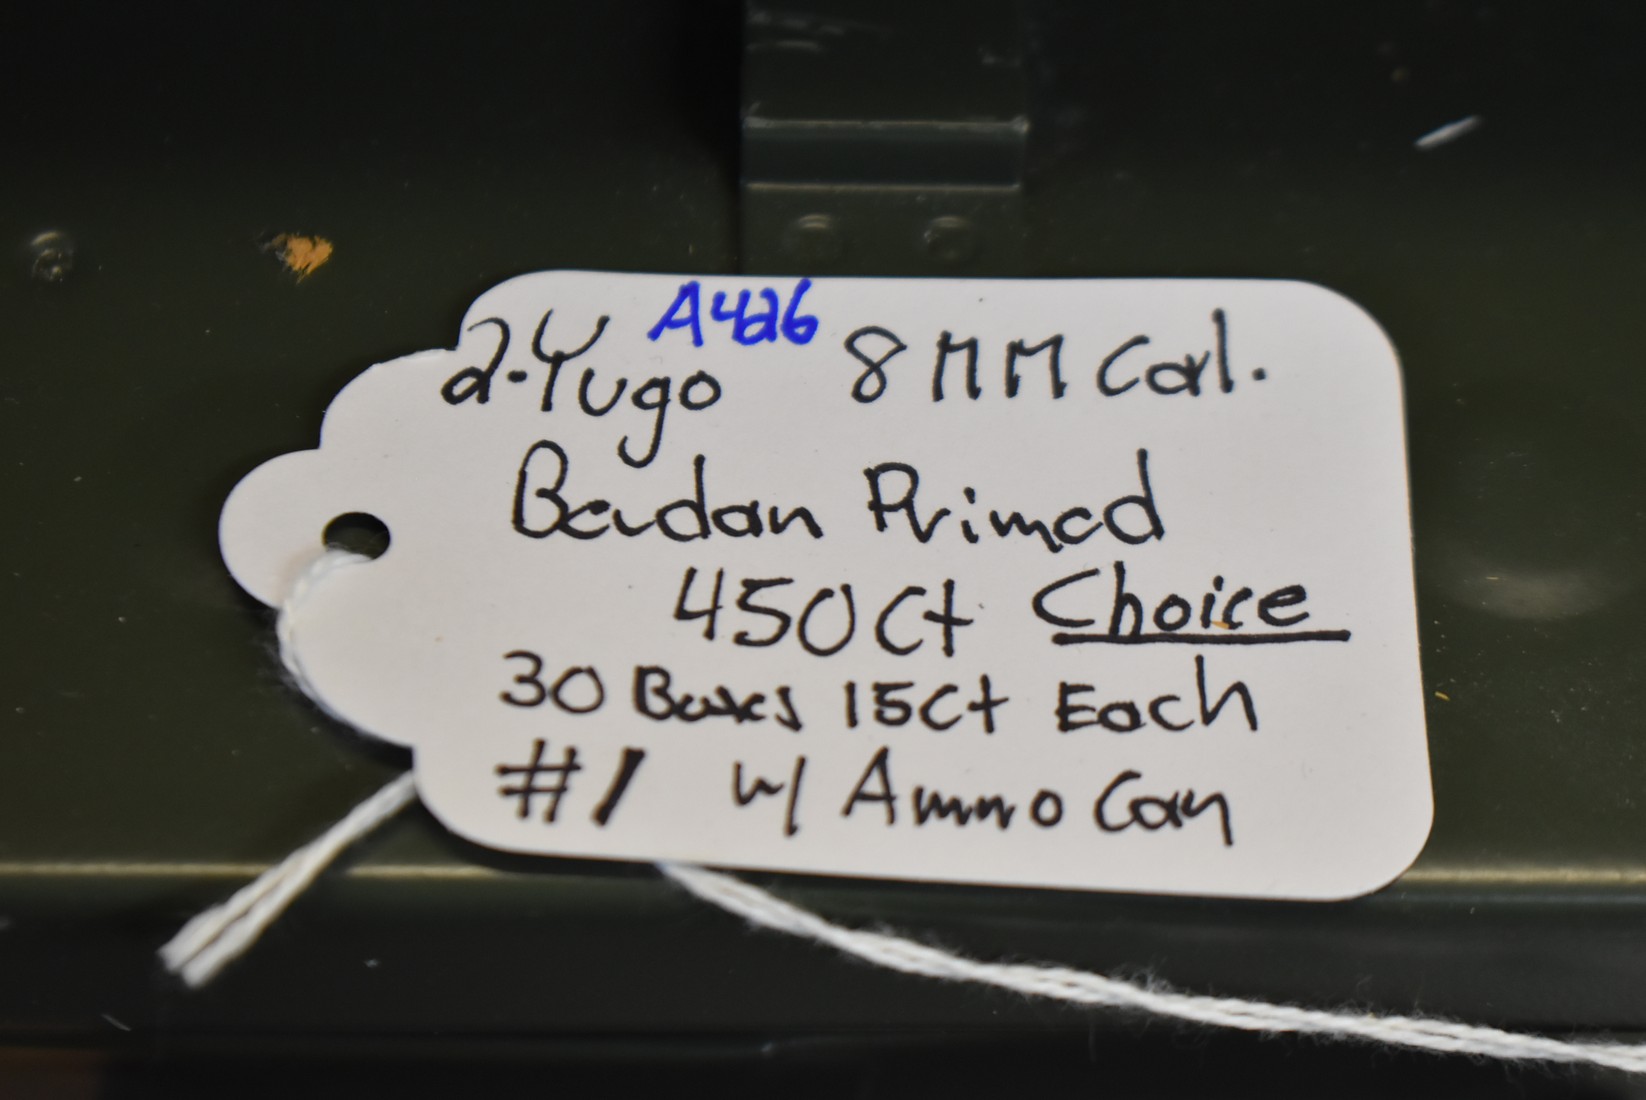 A426
2-Yugo 8MM Cal.
Berdan Primed
450Ct Choice
30 Boxes 15Ct Each
#1 w/ Ammo Can